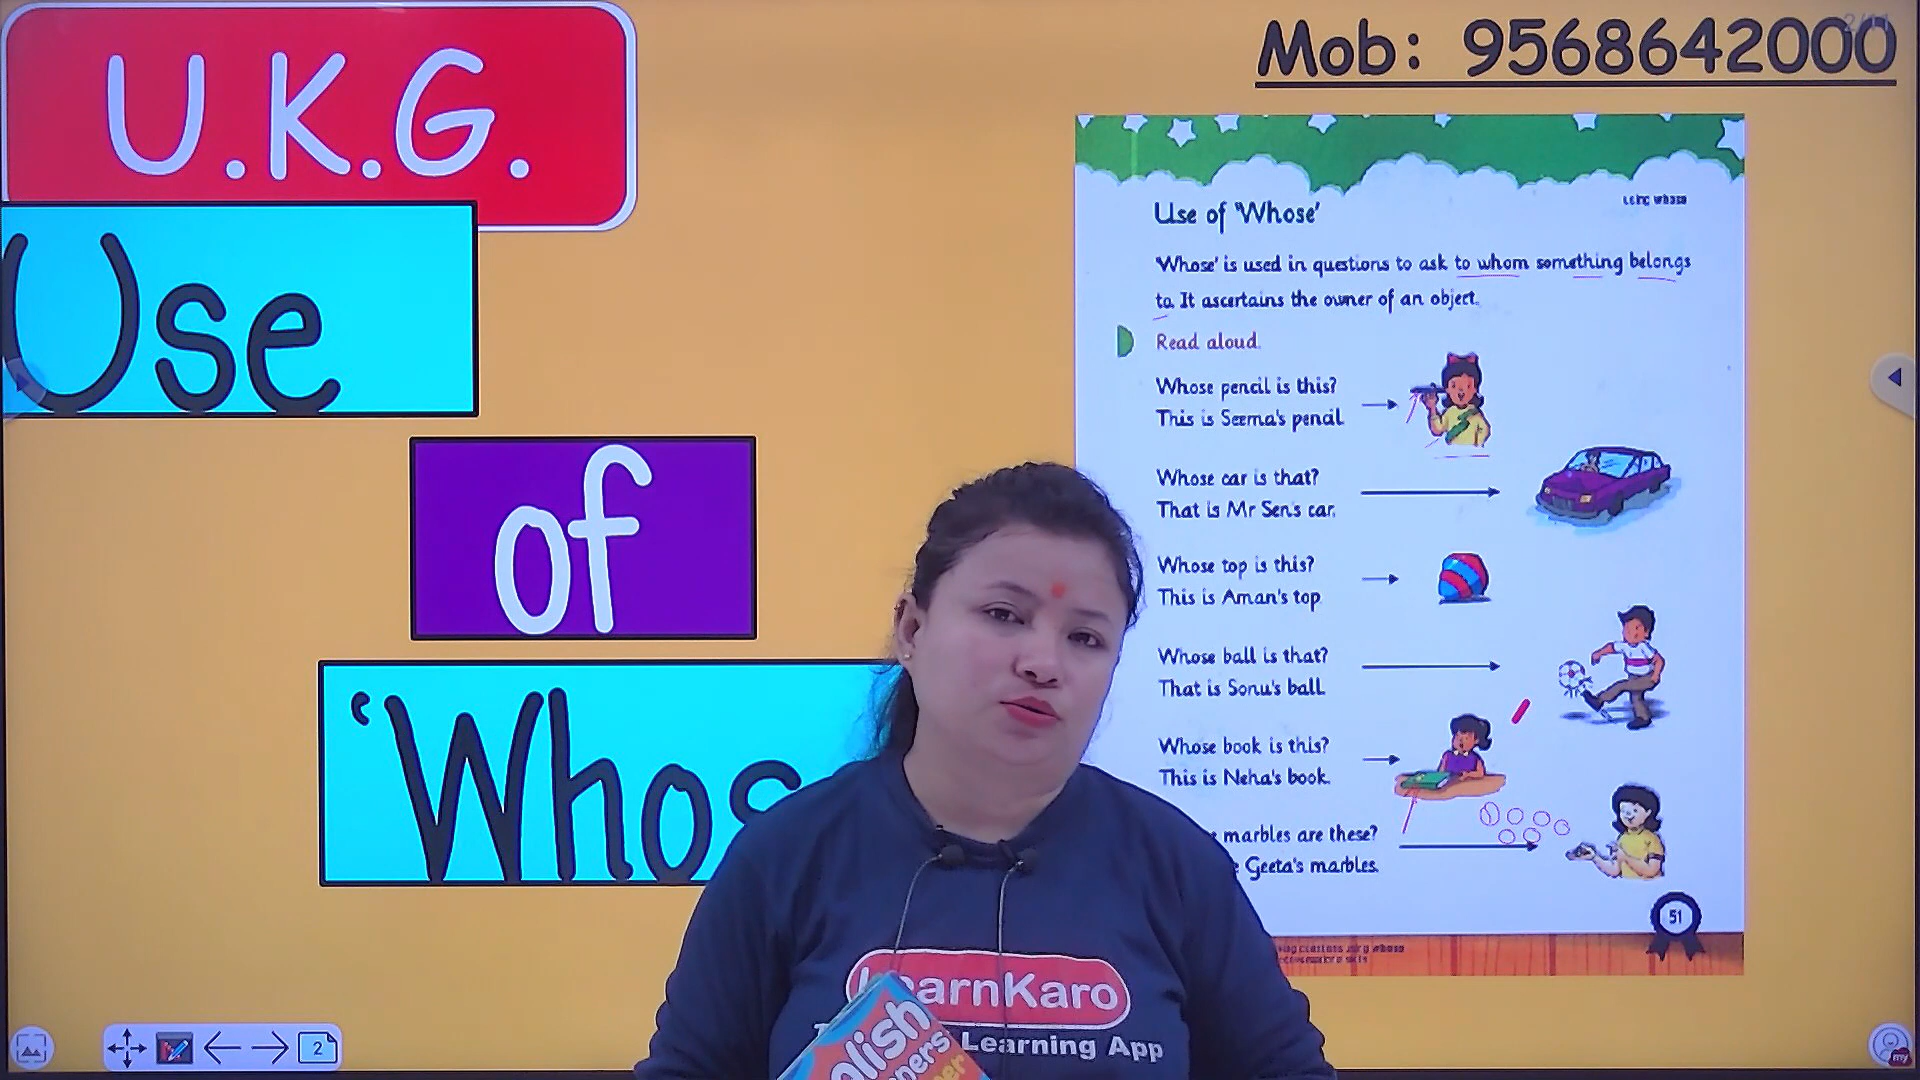 U.K.G.
Mob: 9568642000
Use
of
'Whos
Use of 'Whose'
'Whose' is used in questions to ask to whom something belongs
to. It ascertains the owner of an object.
Read aloud.
Whose pencil is this?
This is Seema's pencil.
Whose car is that?
That is Mr Sen's car.
Whose top is this?
This is Aman's top.
Whose ball is that?
That is Sonu's ball.
Whose book is this?
This is Neha's book.
marbles are these?
Geeta's marbles.
51
LearnKaro
Learning App
2
my